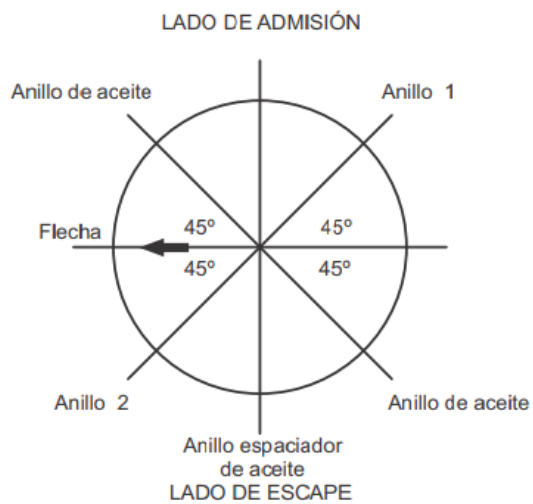 LADO DE ADMISIÓN
Anillo de aceite
Anillo 1
Flecha
45º
45º
45º
45º
Anillo 2
Anillo de aceite
Anillo espaciador
de aceite
LADO DE ESCAPE